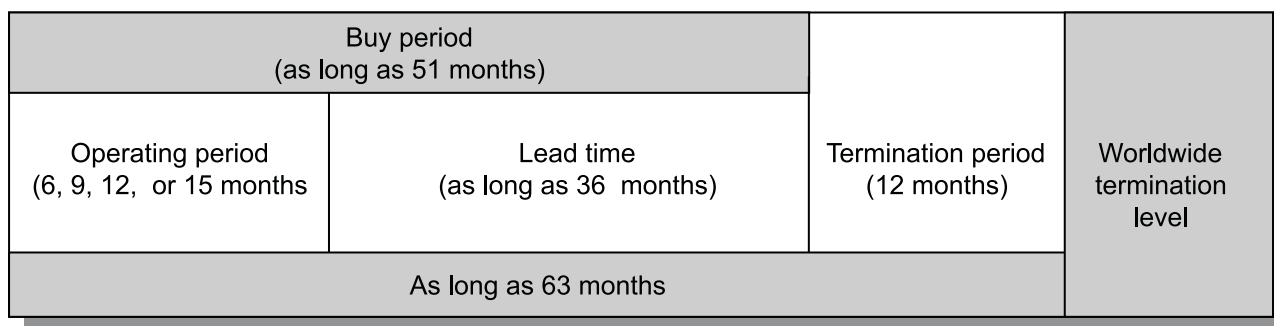 Buy period
(as long as 51 months)
Operating period
(6, 9, 12, or 15 months
Lead time
(as long as 36 months)
Termination period
(12 months)
Worldwide
termination
level
As long as 63 months